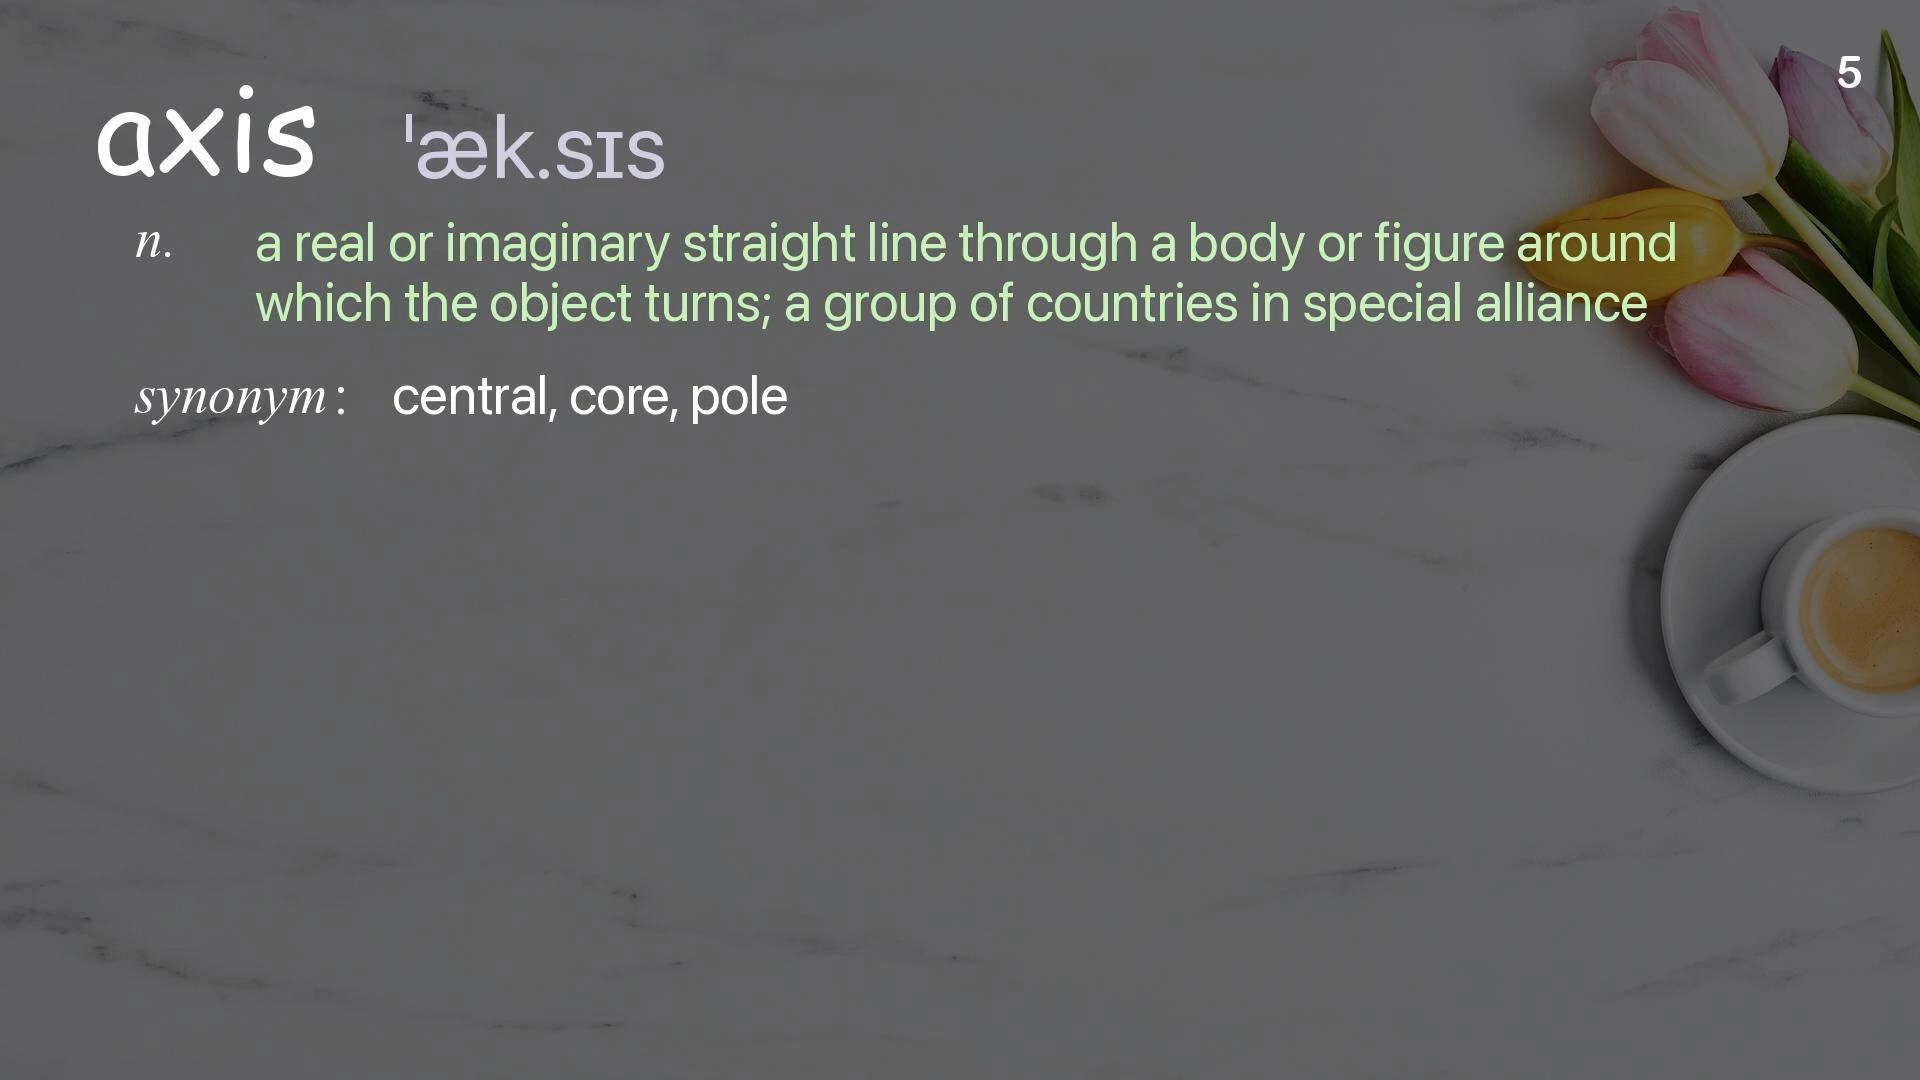 5
axis ˈæk.sɪs
n. a real or imaginary straight line through a body or figure around
which the object turns; a group of countries in special alliance
synonym: central, core, pole